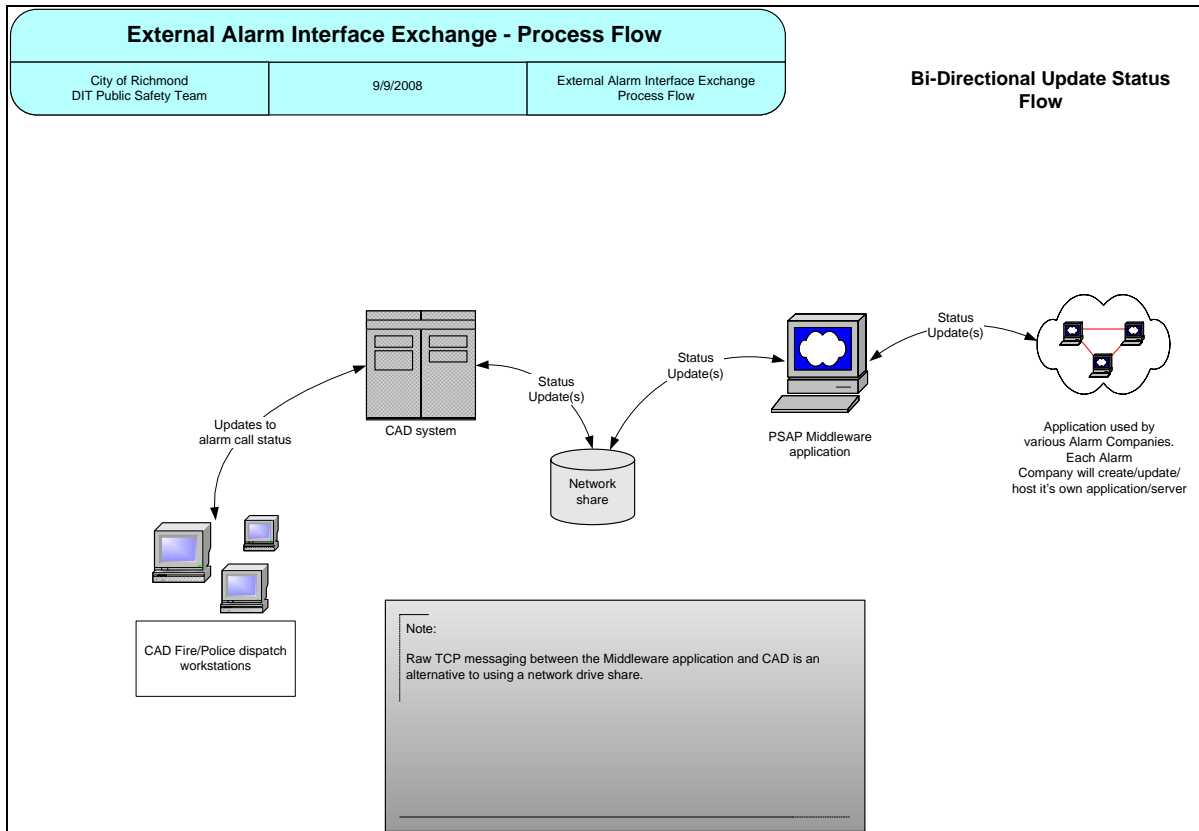 External Alarm Interface Exchange - Process Flow
City of Richmond
DIT Public Safety Team
9/9/2008
External Alarm Interface Exchange
Process Flow
Bi-Directional Update Status
Flow
Status
Update(s)
Status
Update(s)
Status
Update(s)
Updates to
alarm call status
CAD system
PSAP Middleware
application
Application used by
various Alarm Companies.
Each Alarm
Company will create/update/
host it's own application/server
Network
share
CAD Fire/Police dispatch
workstations
Note:
Raw TCP messaging between the Middleware application and CAD is an
alternative to using a network drive share.